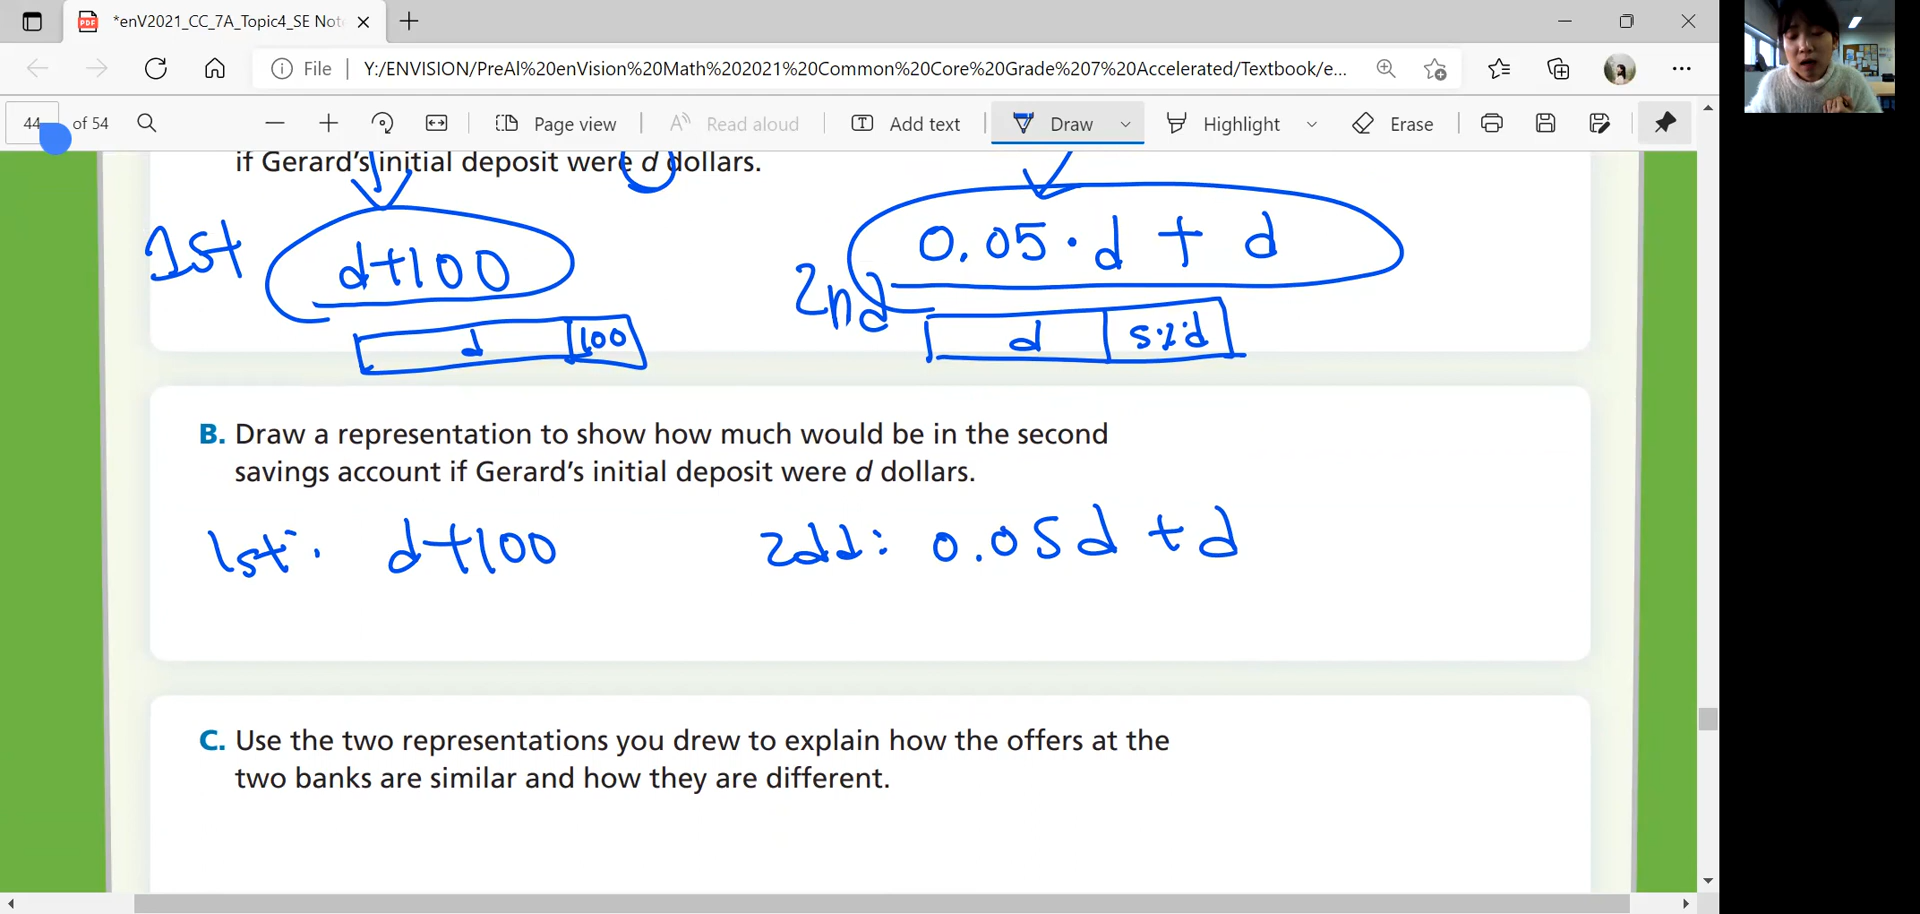 *enV2021_CC_7A_Topic4_SE Not
File
Y:/ENVISION/PreAl%20enVision%20Math%202021%20Common%20Core%20Grade%207%20Accelerated/Textbook/e...
44 of 54
Page view
Read aloud
Add text
Draw
Highlight
Erase
if Gerard's initial deposit were d dollars.
1st d+100
2nd 0.05·d + d
d 100
d 5%d
B. Draw a representation to show how much would be in the second
savings account if Gerard's initial deposit were d dollars.
1st: d+100
2dd: 0.05d + d
C. Use the two representations you drew to explain how the offers at the
two banks are similar and how they are different.